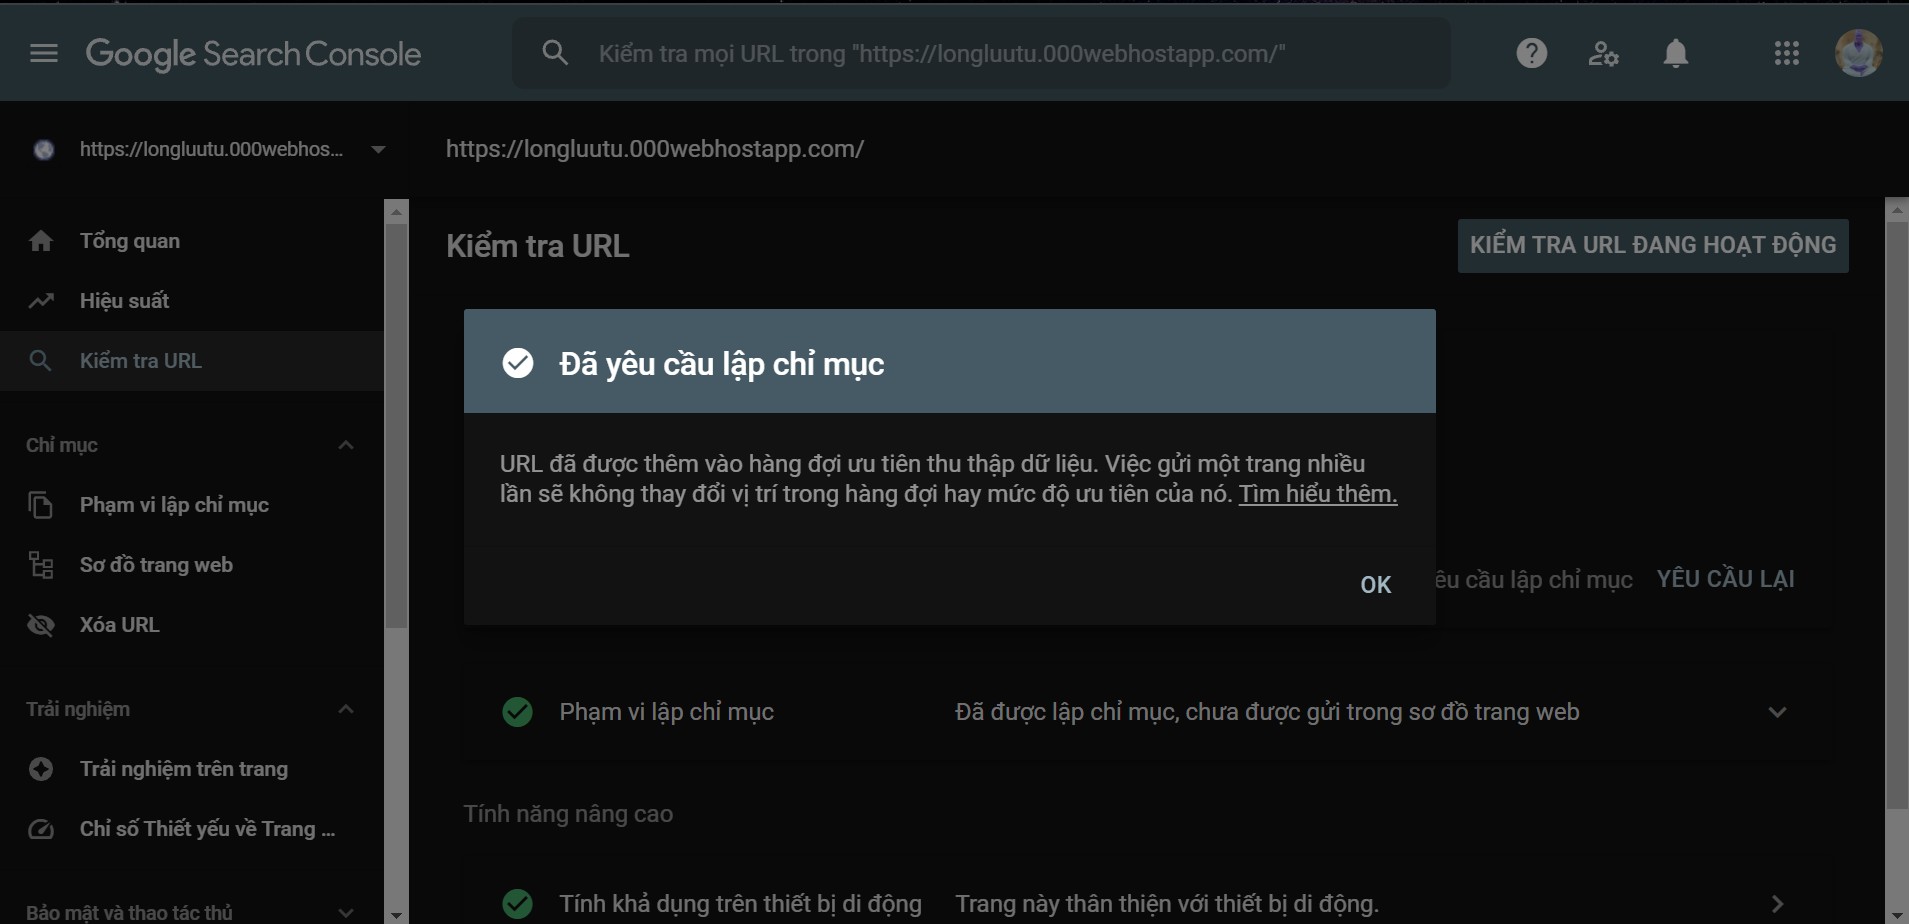 Google Search Console
Kiểm tra mọi URL trong "https://longluutu.000webhostapp.com/"
https://longluutu.000webhos...
https://longluutu.000webhostapp.com/
Tổng quan
Hiệu suất
Kiểm tra URL
Chỉ mục
Phạm vi lập chỉ mục
Sơ đồ trang web
Xóa URL
Trải nghiệm
Trải nghiệm trên trang
Chỉ số Thiết yếu về Trang ...
Bảo mật và thao tác thủ
Kiểm tra URL
KIỂM TRA URL ĐANG HOẠT ĐỘNG
Đã yêu cầu lập chỉ mục
URL đã được thêm vào hàng đợi ưu tiên thu thập dữ liệu. Việc gửi một trang nhiều
lần sẽ không thay đổi vị trí trong hàng đợi hay mức độ ưu tiên của nó. Tìm hiểu thêm.
OK
êu cầu lập chỉ mục YÊU CẦU LẠI
Phạm vi lập chỉ mục Đã được lập chỉ mục, chưa được gửi trong sơ đồ trang web
Tính năng nâng cao
Tính khả dụng trên thiết bị di động Trang này thân thiện với thiết bị di động.